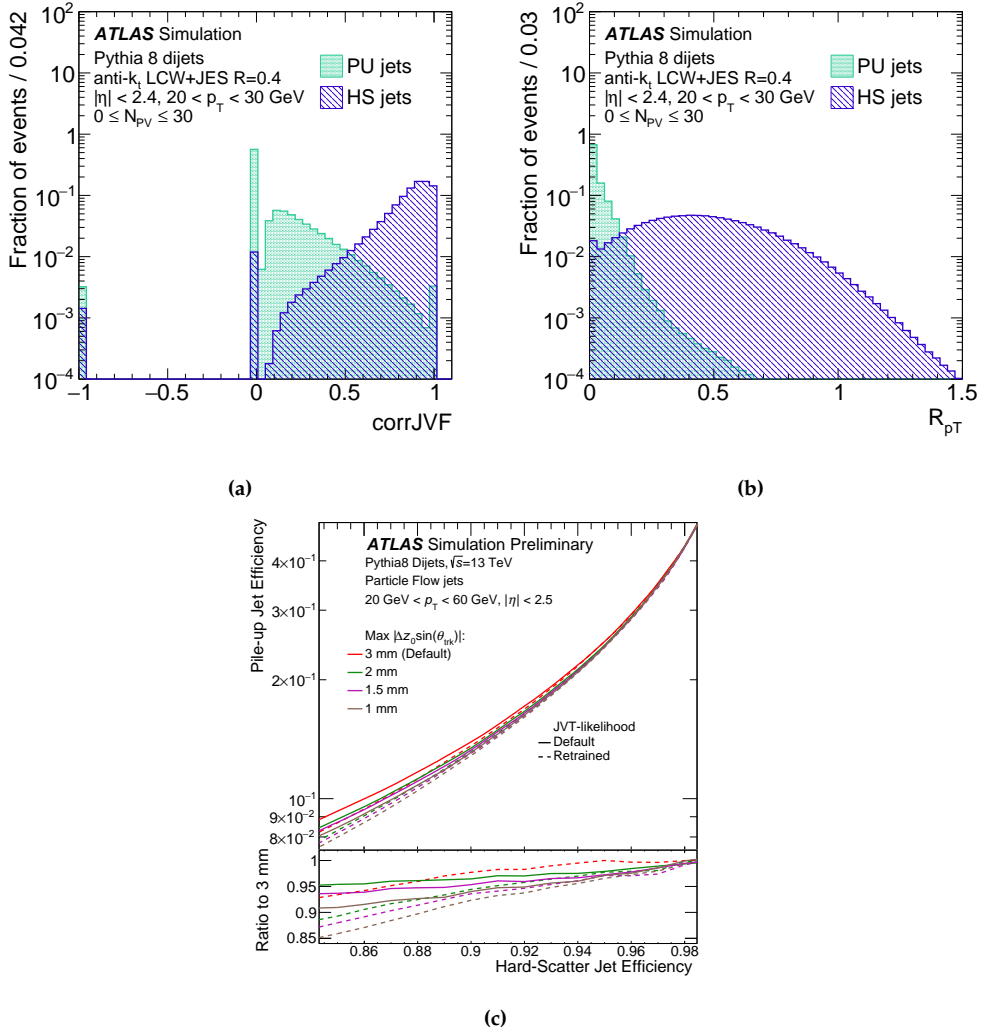 Fraction of events / 0.042
10²
10
1
10⁻¹
10⁻²
10⁻³
10⁻⁴
ATLAS Simulation
Pythia 8 dijets
anti-kₜ LCW+JES R=0.4
|η| < 2.4, 20 < p_T < 30 GeV
0 ≤ N_PV ≤ 30
PU jets
HS jets
−1 −0.5 0 0.5 1
corrJVF
(a)
Fraction of events / 0.03
10²
10
1
10⁻¹
10⁻²
10⁻³
10⁻⁴
ATLAS Simulation
Pythia 8 dijets
anti-kₜ LCW+JES R=0.4
|η| < 2.4, 20 < p_T < 30 GeV
0 ≤ N_PV ≤ 30
PU jets
HS jets
0 0.5 1 1.5
R_pT
(b)
Pile-up Jet Efficiency
4×10⁻¹
3×10⁻¹
2×10⁻¹
10⁻¹
9×10⁻²
8×10⁻²
ATLAS Simulation Preliminary
Pythia8 Dijets, √s=13 TeV
Particle Flow jets
20 GeV < p_T < 60 GeV, |η| < 2.5
Max |Δz₀sin(θ_trk)|:
3 mm (Default)
2 mm
1.5 mm
1 mm
JVT-likelihood
Default
Retrained
Ratio to 3 mm
1
0.95
0.9
0.85
0.86 0.88 0.9 0.92 0.94 0.96 0.98
Hard-Scatter Jet Efficiency
(c)